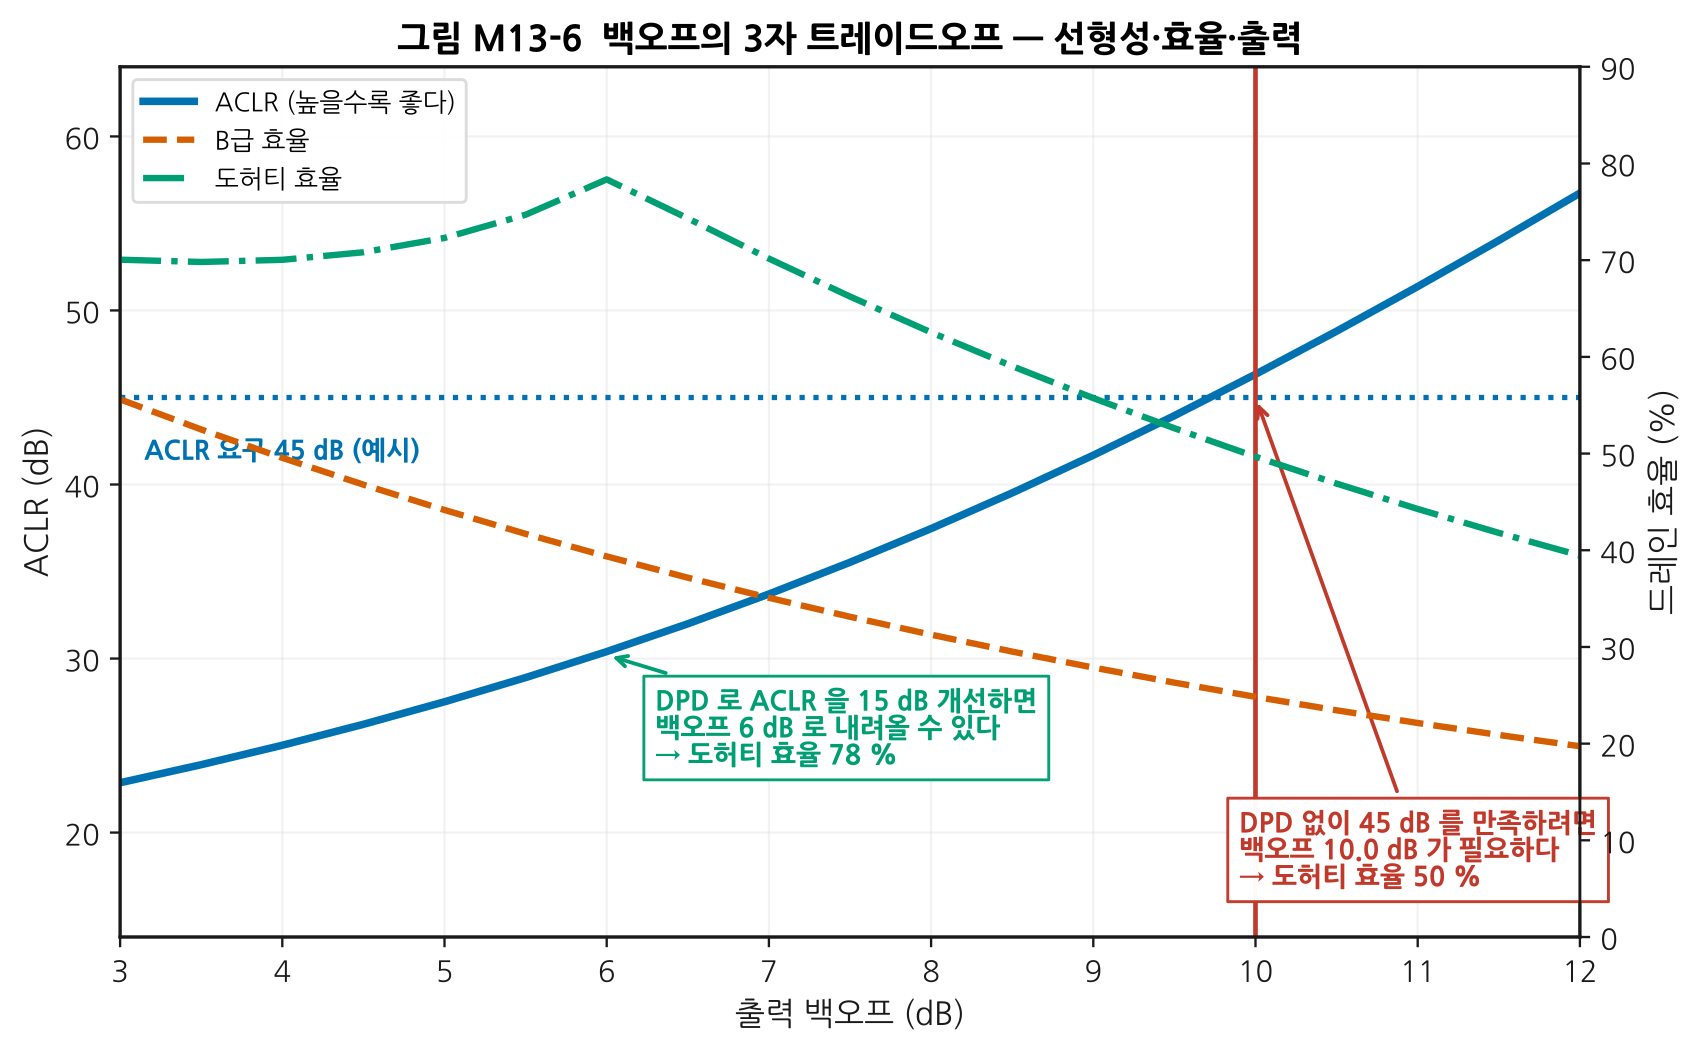 그림 M13-6 백오프의 3자 트레이드오프 — 선형성·효율·출력
ACLR (높을수록 좋다)
B급 효율
도허티 효율
ACLR (dB)
60
50
40
30
20
90
80
70
60
50
40
30
20
10
0
드레인 효율 (%)
ACLR 요구 45 dB (예시)
DPD 로 ACLR 을 15 dB 개선하면
백오프 6 dB 로 내려올 수 있다
→ 도허티 효율 78 %
DPD 없이 45 dB 를 만족하려면
백오프 10.0 dB 가 필요하다
→ 도허티 효율 50 %
3 4 5 6 7 8 9 10 11 12
출력 백오프 (dB)